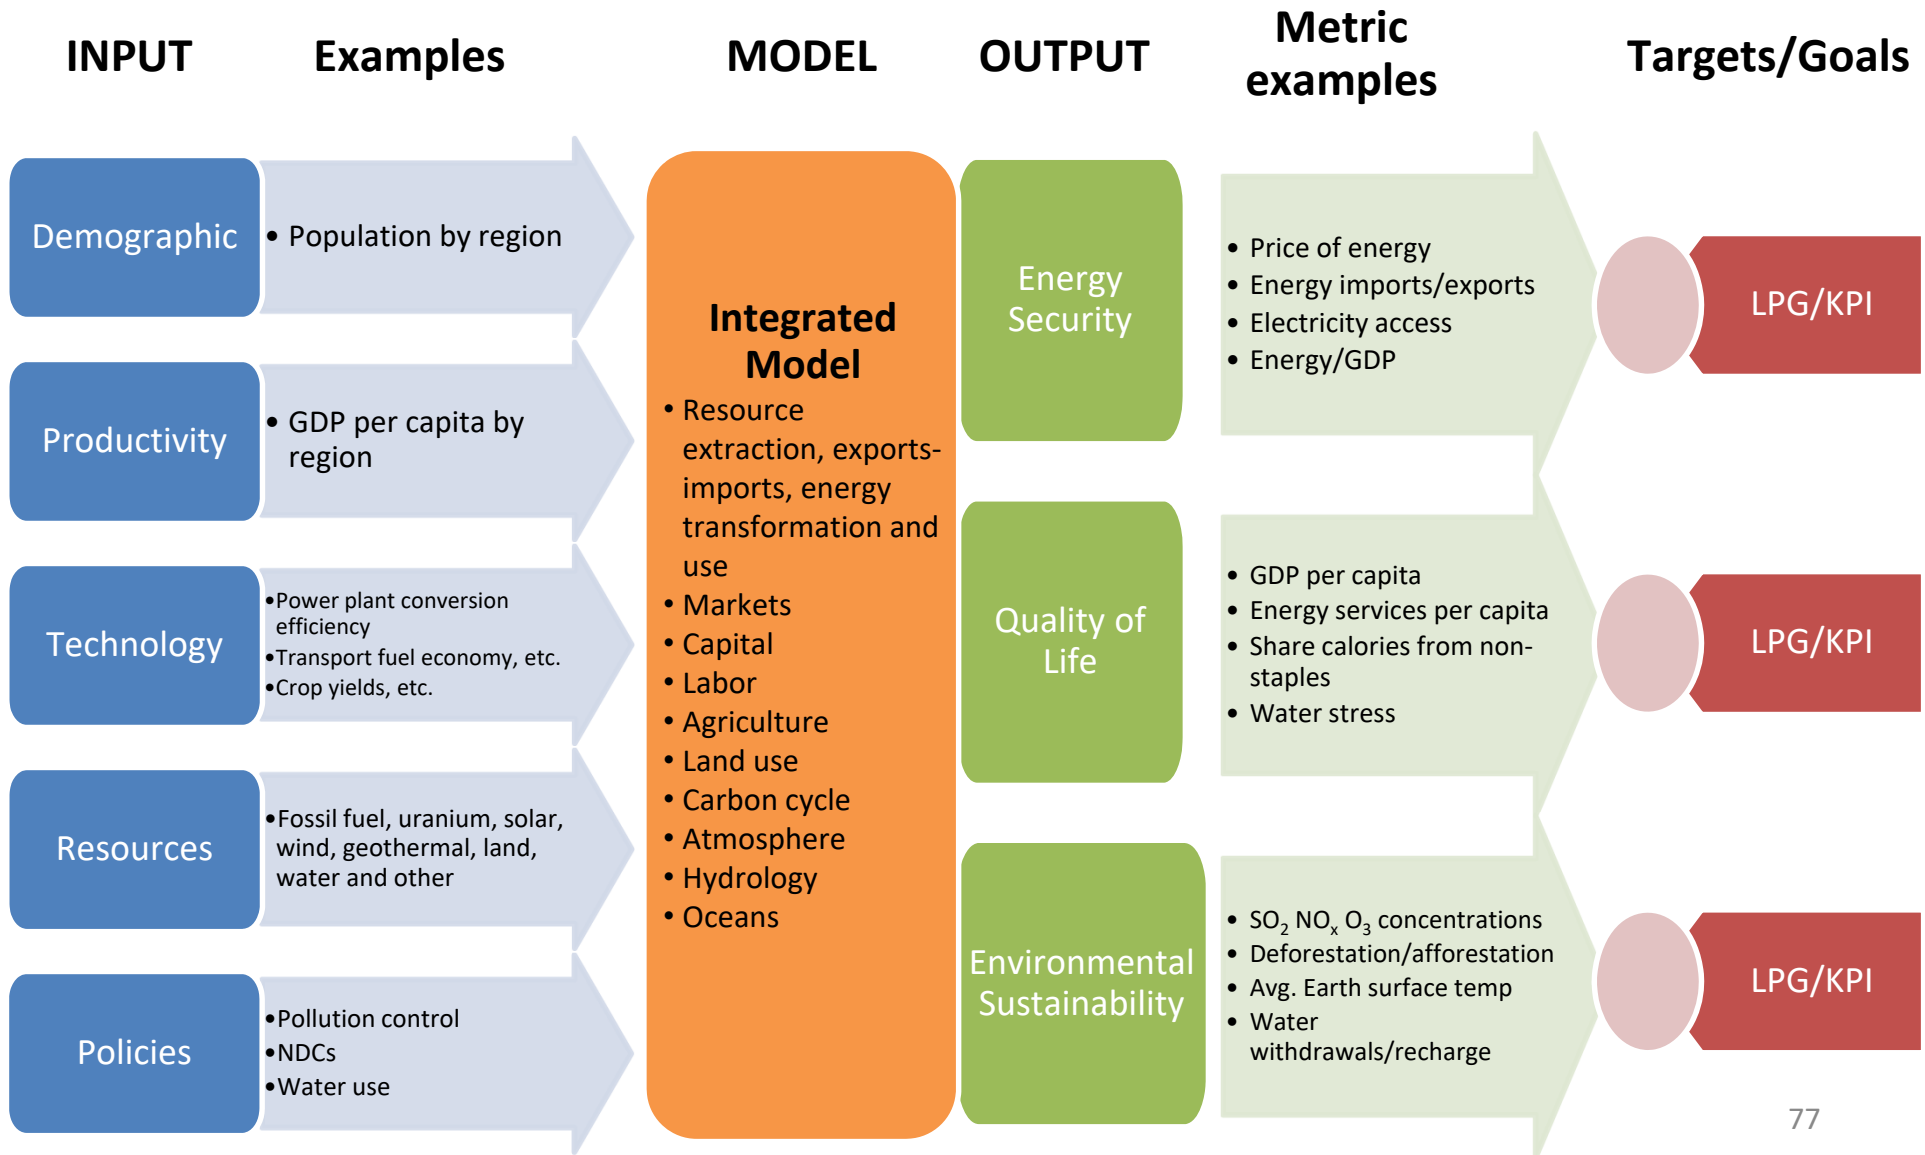 INPUT
Examples
MODEL
OUTPUT
Metric
examples
Targets/Goals
Demographic
• Population by region
Productivity
• GDP per capita by
region
Technology
•Power plant conversion
efficiency
•Transport fuel economy, etc.
•Crop yields, etc.
Resources
•Fossil fuel, uranium, solar,
wind, geothermal, land,
water and other
Policies
•Pollution control
•NDCs
•Water use
Integrated
Model
• Resource
extraction, exports-
imports, energy
transformation and
use
• Markets
• Capital
• Labor
• Agriculture
• Land use
• Carbon cycle
• Atmosphere
• Hydrology
• Oceans
Energy
Security
• Price of energy
• Energy imports/exports
• Electricity access
• Energy/GDP
LPG/KPI
Quality of
Life
• GDP per capita
• Energy services per capita
• Share calories from non-
staples
• Water stress
LPG/KPI
Environmental
Sustainability
• SO₂ NOₓ O₃ concentrations
• Deforestation/afforestation
• Avg. Earth surface temp
• Water
withdrawals/recharge
LPG/KPI
77